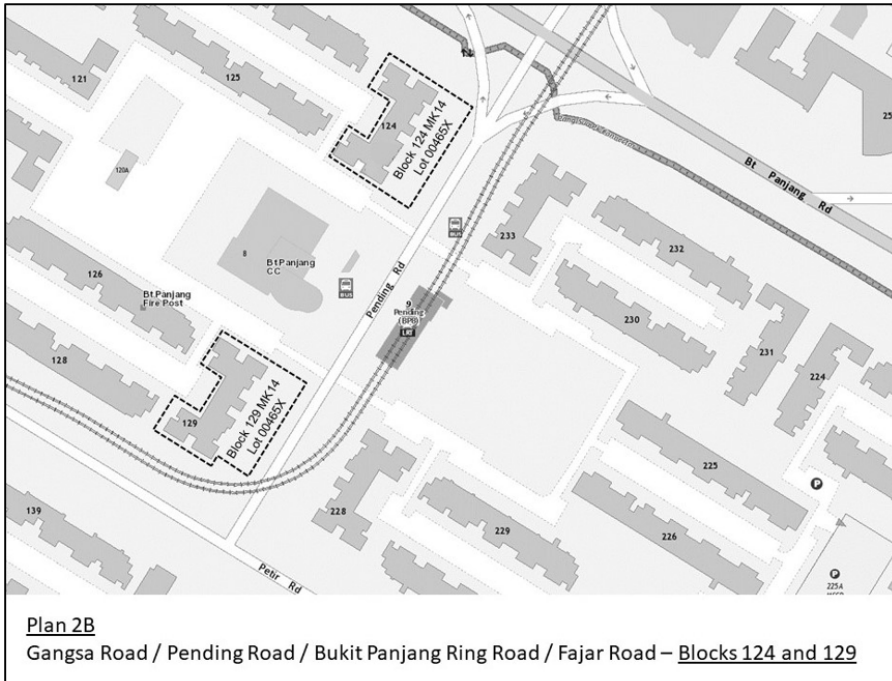 121
125
124
Block 124 MK14
Lot 00465X
120A
Bt Panjang Rd
25
233
232
BUS
Pending Rd
Bt Panjang
CC
BUS
9
Pending
(BP8)
LRT
126
Bt Panjang
Fire Post
230
231
224
128
129
Block 129 MK14
Lot 00465X
225
P
139
228
229
226
Petir Rd
P
225A
Plan 2B
Gangsa Road / Pending Road / Bukit Panjang Ring Road / Fajar Road – Blocks 124 and 129